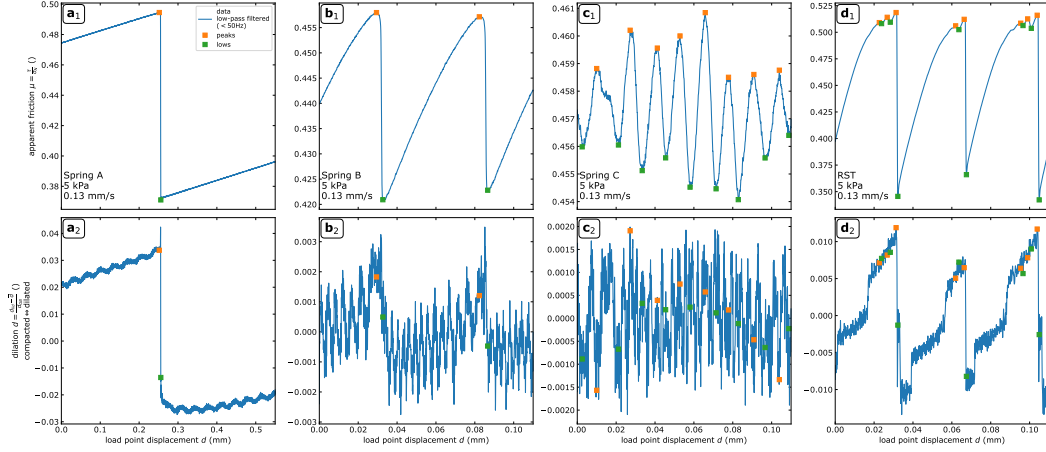 a1
data
low-pass filtered
(<50Hz)
peaks
lows
Spring A
5 kPa
0.13 mm/s
apparent friction μ = τ/σN ()
0.50
0.48
0.46
0.44
0.42
0.40
0.38
b1
Spring B
5 kPa
0.13 mm/s
0.455
0.450
0.445
0.440
0.435
0.430
0.425
0.420
c1
Spring C
5 kPa
0.13 mm/s
0.461
0.460
0.459
0.458
0.457
0.456
0.455
0.454
d1
RST
5 kPa
0.13 mm/s
0.525
0.500
0.475
0.450
0.425
0.400
0.375
0.350
a2
compacted⇔dilated
0.04
0.03
0.02
0.01
0.00
−0.01
−0.02
−0.03
0.0
0.1
0.2
0.3
0.4
0.5
load point displacement d (mm)
b2
0.003
0.002
0.001
0.000
−0.001
−0.002
−0.003
0.00
0.02
0.04
0.06
0.08
0.10
load point displacement d (mm)
c2
0.0020
0.0015
0.0010
0.0005
0.0000
−0.0005
−0.0010
−0.0015
−0.0020
0.00
0.02
0.04
0.06
0.08
0.10
load point displacement d (mm)
d2
0.010
0.005
0.000
−0.005
−0.010
0.00
0.02
0.04
0.06
0.08
0.10
load point displacement d (mm)